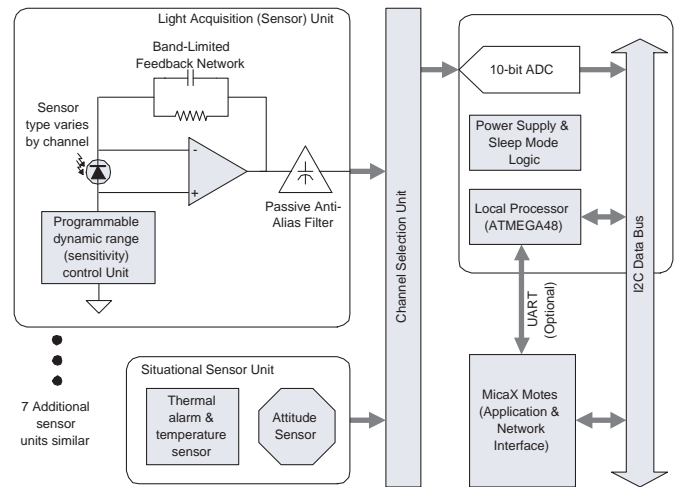 Light Acquisition (Sensor) Unit
Band-Limited
Feedback Network
Sensor
type varies
by channel
-
+
Programmable
dynamic range
(sensitivity)
control Unit
Passive Anti-
Alias Filter
7 Additional
sensor
units similar
Situational Sensor Unit
Thermal
alarm &
temperature
sensor
Attitude
Sensor
Channel Selection Unit
10-bit ADC
Power Supply &
Sleep Mode
Logic
Local Processor
(ATMEGA48)
UART
(Optional)
MicaX Motes
(Application &
Network
Interface)
I2C Data Bus